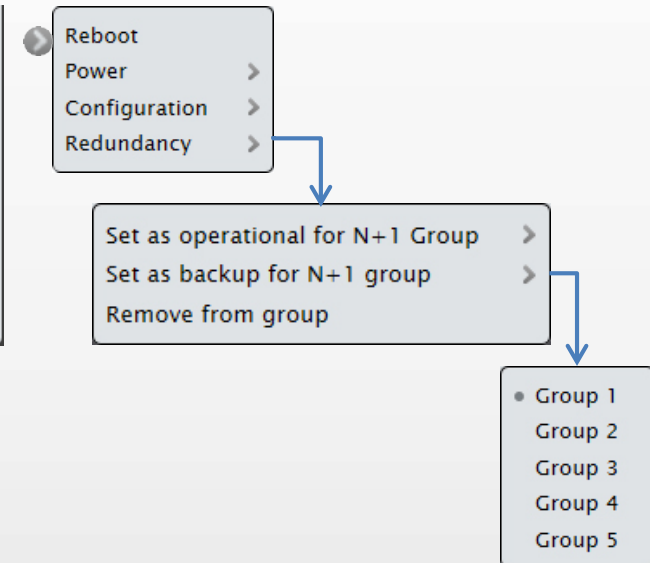 Reboot
Power
Configuration
Redundancy
Set as operational for N+1 Group
Set as backup for N+1 group
Remove from group
Group 1
Group 2
Group 3
Group 4
Group 5